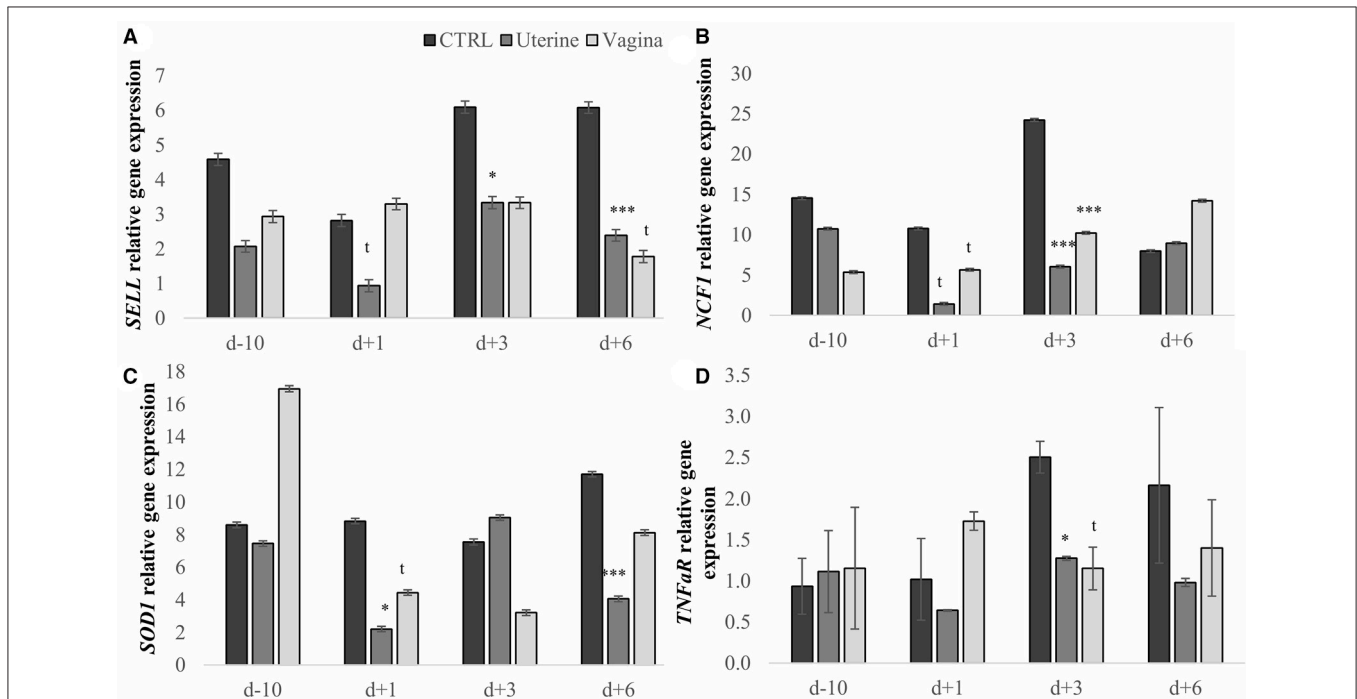 A
CTRL Uterine Vagina
SELL relative gene expression
7
6
5
4
3
2
1
0
t
*
***
t
d-10 d+1 d+3 d+6
B
NCF1 relative gene expression
30
25
20
15
10
5
0
t
t
***
***
d-10 d+1 d+3 d+6
C
SOD1 relative gene expression
18
16
14
12
10
8
6
4
2
0
*
t
***
d-10 d+1 d+3 d+6
D
TNFaR relative gene
expression
3.5
3.0
2.5
2.0
1.5
1.0
0.5
0.0
*
t
d-10 d+1 d+3 d+6